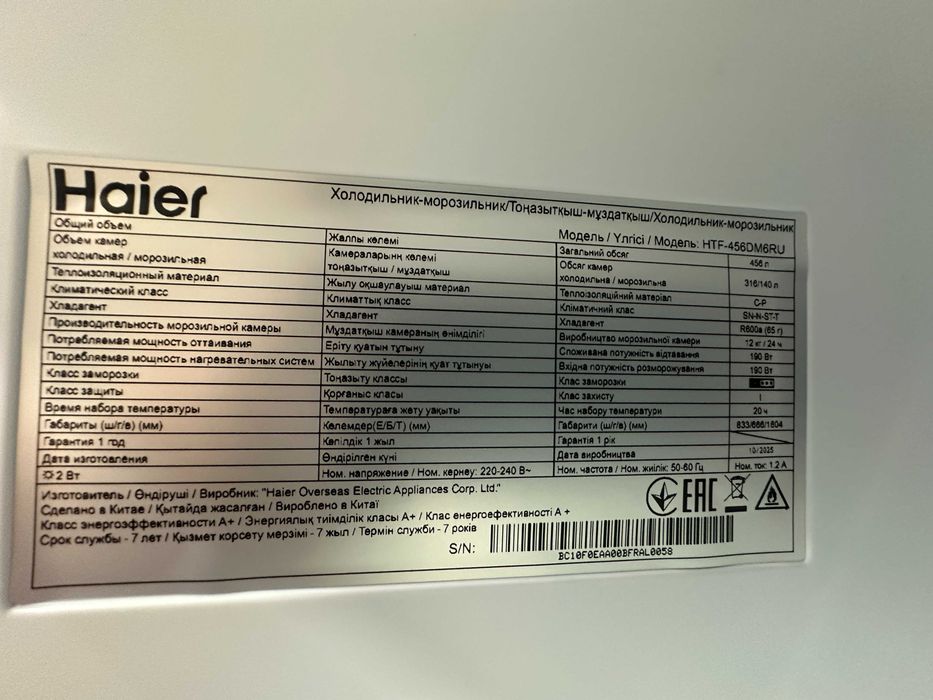 Haier
Холодильник-морозильник/Тоңазытқыш-мұздатқыш/Холодильник-морозильник
Модель / Үлгісі / Модель: HTF-456DM6RU
Общий объем Жалпы көлемі Загальний обсяг 456 л
Объем камер холодильная / морозильная Камераларының көлемі тоңазытқыш / мұздатқыш Обсяг камер холодильна / морозильна 316/140 л
Теплоизоляционный материал Жылу оқшаулауыш материал Теплоізоляційний матеріал C-P
Климатический класс Климаттық класс Кліматичний клас SN-N-ST-T
Хладагент Хладагент Хладагент R600a (65 г)
Производительность морозильной камеры Мұздатқыш камераның өнімділігі Виробництво морозильної камери 12 кг / 24 ч
Потребляемая мощность оттаивания Еріту қуатын тұтыну Споживана потужність відтавання 190 Вт
Потребляемая мощность нагревательных систем Жылыту жүйелерінің қуат тұтынуы Вхідна потужність розморожування 190 Вт
Класс заморозки Тоңазыту классы Клас заморозки
Класс защиты Қорғаныс класы Клас захисту I
Время набора температуры Температураға жету уақыты Час набору температури 20 ч
Габариты (ш/г/в) (мм) Көлемдер(Е/Б/Т) (мм) Габарити (ш/г/в) (мм) 833/666/1804
Гарантия 1 год Кепілдік 1 жыл Гарантія 1 рік
Дата изготовления Өндірілген күні Дата виробництва 10/2025
2 Вт Ном. напряжение / Ном. кернеу: 220-240 В~ Ном. частота / Ном. жиілік: 50-60 Гц Ном. ток: 1.2 А
Изготовитель / Өндіруші / Виробник: "Haier Overseas Electric Appliances Corp. Ltd."
Сделано в Китае / Қытайда жасалған / Вироблено в Китаї
Класс энергоэффективности А+ / Энергиялық тиімділік класы А+ / Клас енергоефективності А +
Срок службы - 7 лет / Қызмет көрсету мерзімі - 7 жыл / Термін служби - 7 років
EAC
S/N:
BC10F0EAA00BFRAL0058